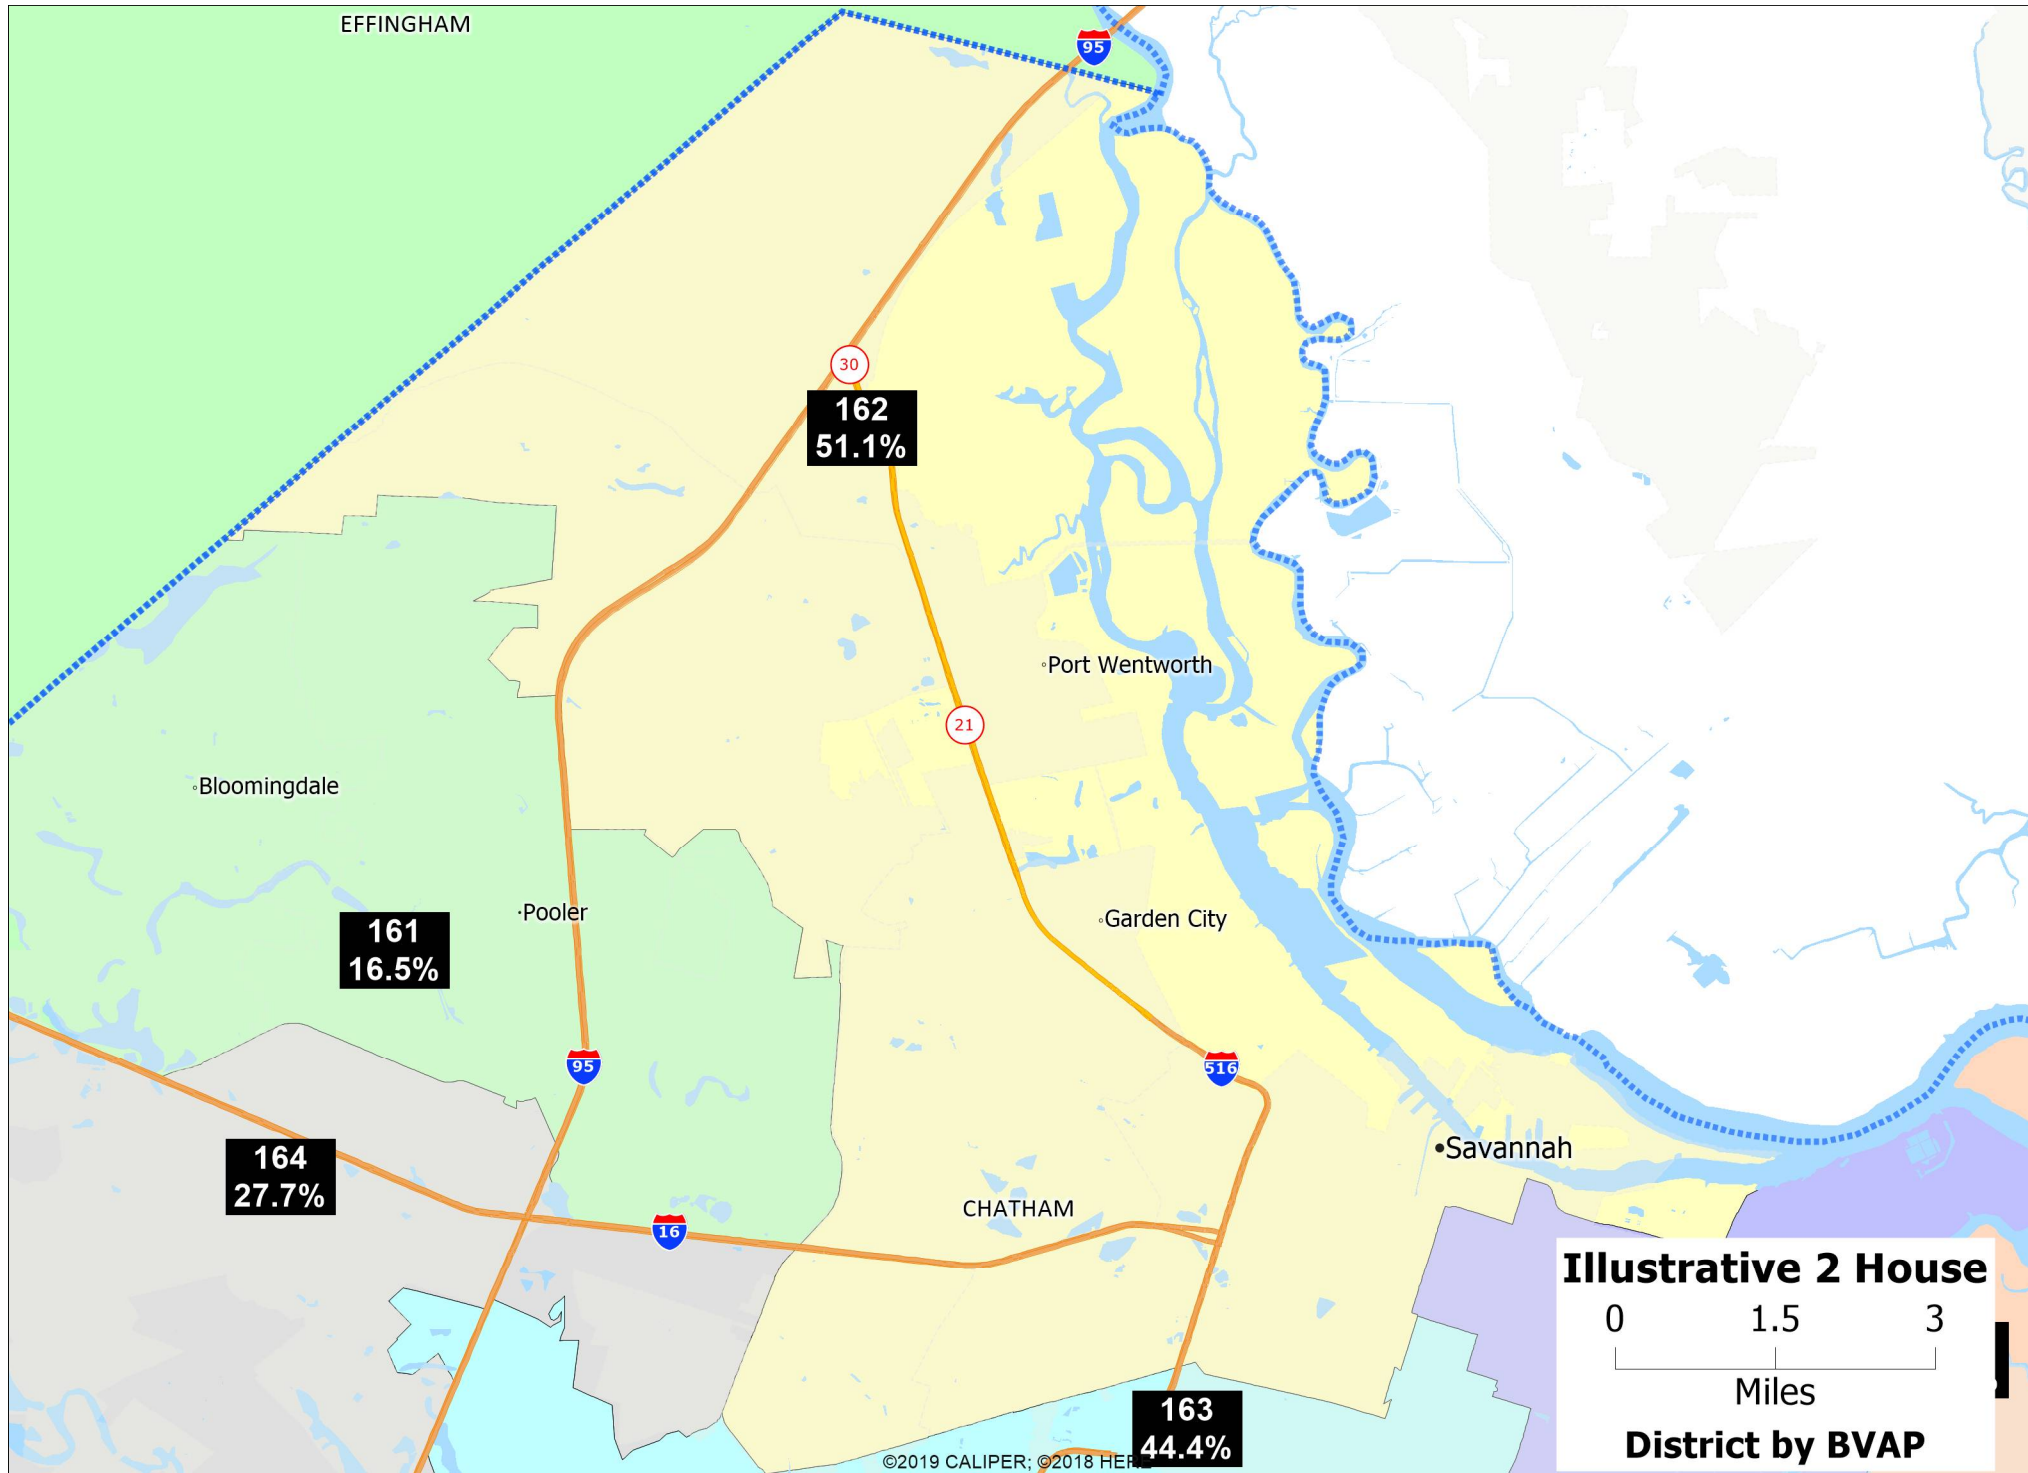 EFFINGHAM
95
30
162
51.1%
Port Wentworth
21
Bloomingdale
Pooler
Garden City
161
16.5%
95
516
Savannah
164
27.7%
CHATHAM
16
Illustrative 2 House
0 1.5 3
Miles
District by BVAP
163
44.4%
©2019 CALIPER; ©2018 HERE